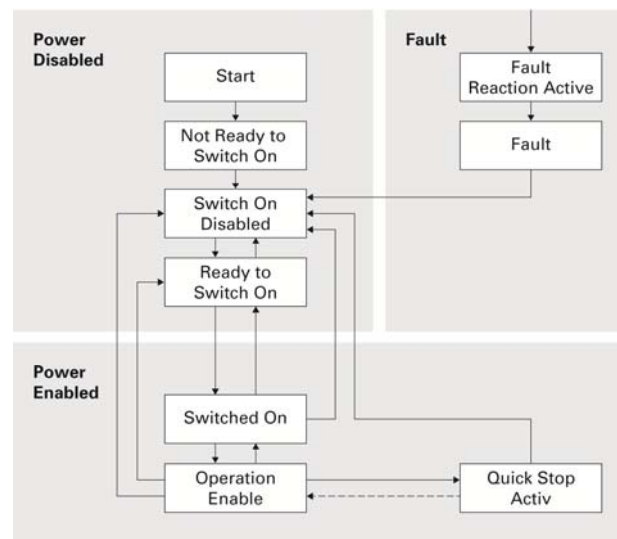 Power
Disabled
Start
Not Ready to
Switch On
Switch On
Disabled
Ready to
Switch On
Fault
Fault
Reaction Active
Fault
Power
Enabled
Switched On
Operation
Enable
Quick Stop
Activ